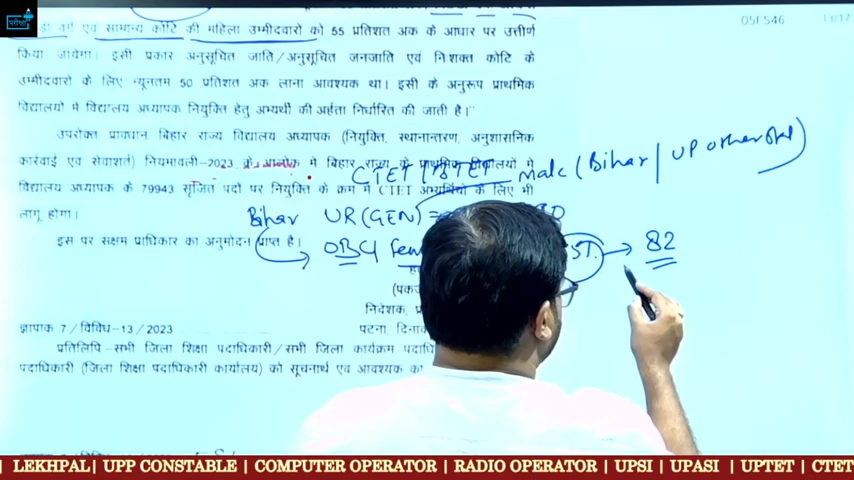 परीक्षा
05F546
13/17
वर्ग एवं सामान्य कोटि की महिला उम्मीदवारों को 55 प्रतिशत अंक के आधार पर उत्तीर्ण
किया जायेगा। इसी प्रकार अनुसूचित जाति/अनुसूचित जनजाति एवं निःशक्त कोटि के
उम्मीदवारों के लिए न्यूनतम 50 प्रतिशत अंक लाना आवश्यक था। इसी के अनुरूप प्राथमिक
विद्यालयों में विद्यालय अध्यापक नियुक्ति हेतु अभ्यर्थी की अर्हता निर्धारित की जाती है।"
उपरोक्त प्रावधान बिहार राज्य विद्यालय अध्यापक (नियुक्ति, स्थानान्तरण, अनुशासनिक
कार्रवाई एवं सेवाशर्त) नियमावली-2023 के आलोक में बिहार राज्य के प्राथमिक विद्यालयों में
CTET / BTET male (Bihar / UP other
विद्यालय अध्यापक के 79943 सृजित पदों पर नियुक्ति के क्रम में CTET अभ्यर्थियों के लिए भी
लागू होगा।
Bihar UR (GEN) = 90
इस पर सक्षम प्राधिकार का अनुमोदन प्राप्त है।
OBC ST. → 82
निदेशक, प्र
ज्ञापांक 7 / विविध-13 / 2023 पटना, दिनां
प्रतिलिपि-सभी जिला शिक्षा पदाधिकारी/सभी जिला कार्यक्रम पदाधि
पदाधिकारी (जिला शिक्षा पदाधिकारी कार्यालय) को सूचनार्थ एवं आवश्यक का
| LEKHPAL| UPP CONSTABLE | COMPUTER OPERATOR | RADIO OPERATOR | UPSI | UPASI | UPTET | CTET